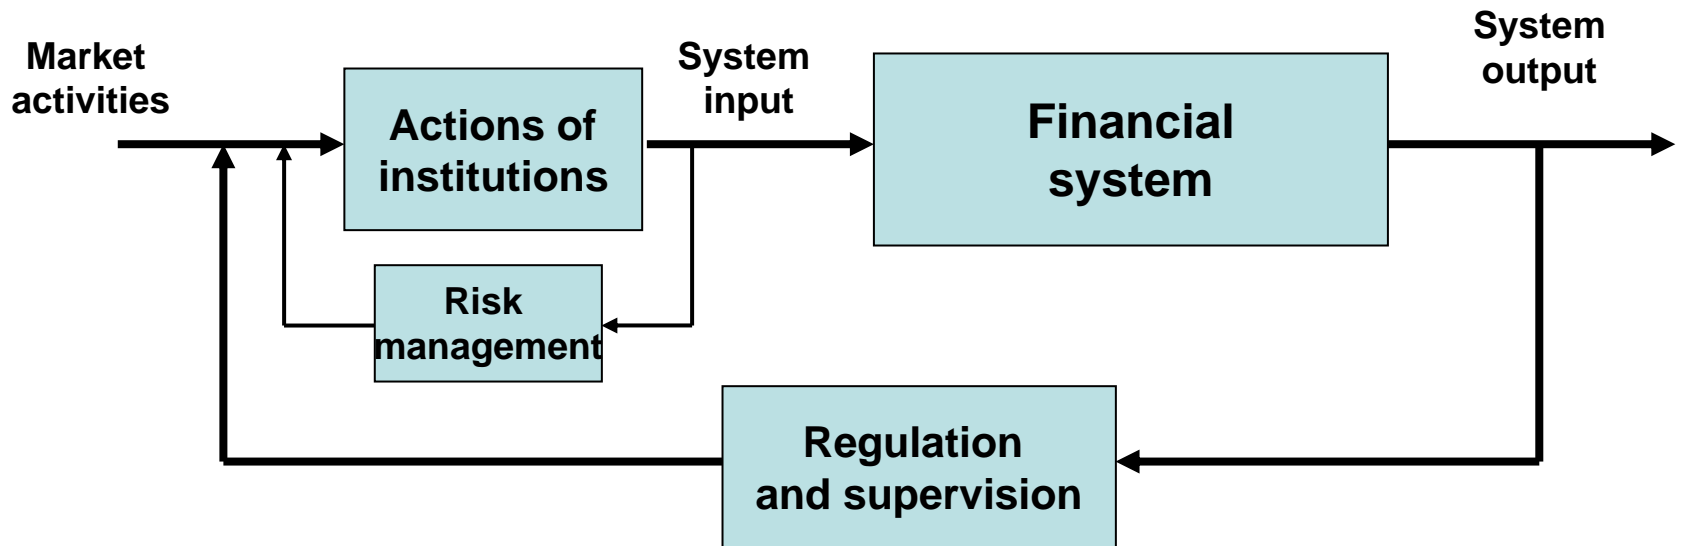 Market
activities
Actions of
institutions
System
input
Financial
system
System
output
Risk
management
Regulation
and supervision